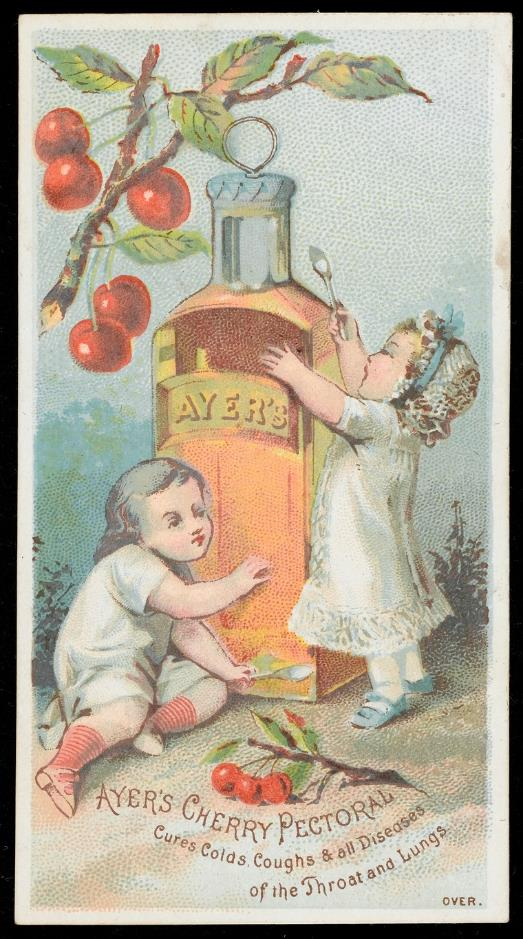 AYER'S
AYER'S CHERRY PECTORAL
Cures Colds, Coughs & all Diseases
of the Throat and Lungs
OVER.